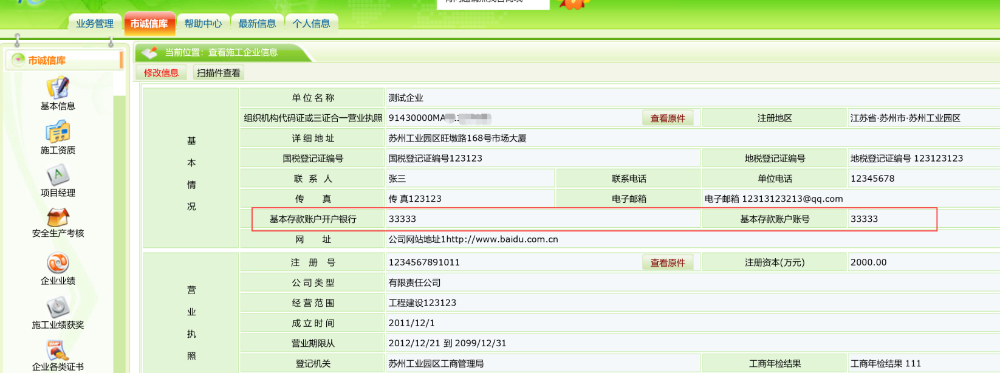 业务管理 市诚信库 帮助中心 最新信息 个人信息
市诚信库
当前位置：查看施工企业信息
修改信息 扫描件查看
基本信息
施工资质
项目经理
安全生产考核
企业业绩
施工业绩获奖
企业各类证书
基本情况
单位名称 测试企业
组织机构代码证或三证合一营业执照 91430000MA 查看原件 注册地区 江苏省·苏州市·苏州工业园区
详细地址 苏州工业园区旺墩路168号市场大厦
国税登记证编号 国税登记证编号123123 地税登记证编号 地税登记证编号 123123123
联系人 张三 联系电话 单位电话 12345678
传真 传 真123123 电子邮箱 电子邮箱 12313123213@qq.com
基本存款账户开户银行 33333 基本存款账户账号 33333
网址 公司网站地址1http://www.baidu.com.cn
营业执照
注册号 1234567891011 查看原件 注册资本(万元) 2000.00
公司类型 有限责任公司
经营范围 工程建设123123
成立时间 2011/12/1
营业期限从 2012/12/21 到 2099/12/31
登记机关 苏州工业园区工商管理局 工商年检结果 工商年检结果 111